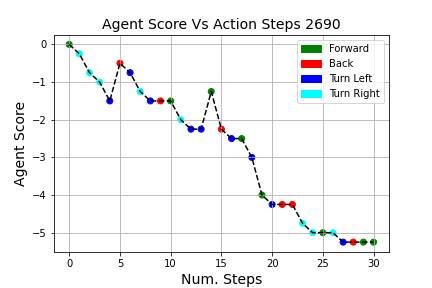 Agent Score Vs Action Steps 2690
Agent Score
0
−1
−2
−3
−4
−5
Forward
Back
Turn Left
Turn Right
0 5 10 15 20 25 30
Num. Steps